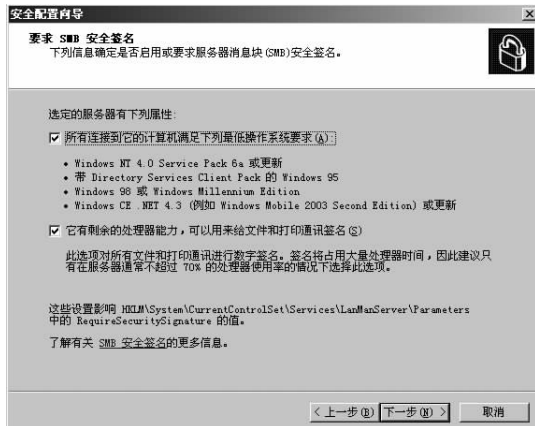 安全配置向导
要求 SMB 安全签名
下列信息确定是否启用或要求服务器消息块(SMB)安全签名。
选定的服务器有下列属性:
所有连接到它的计算机满足下列最低操作系统要求(A):
• Windows NT 4.0 Service Pack 6a 或更新
• 带 Directory Services Client Pack 的 Windows 95
• Windows 98 或 Windows Millennium Edition
• Windows CE .NET 4.3 (例如 Windows Mobile 2003 Second Edition) 或更新
它有剩余的处理器能力，可以用来给文件和打印通讯签名(S)
此选项对所有文件和打印通讯进行数字签名。签名将占用大量处理器时间，因此建议只
有在服务器通常不超过 70% 的处理器使用率的情况下选择此选项。
这些设置影响 HKLM\System\CurrentControlSet\Services\LanManServer\Parameters
中的 RequireSecuritySignature 的值。
了解有关 SMB 安全签名的更多信息。
< 上一步(B) 下一步(N) > 取消